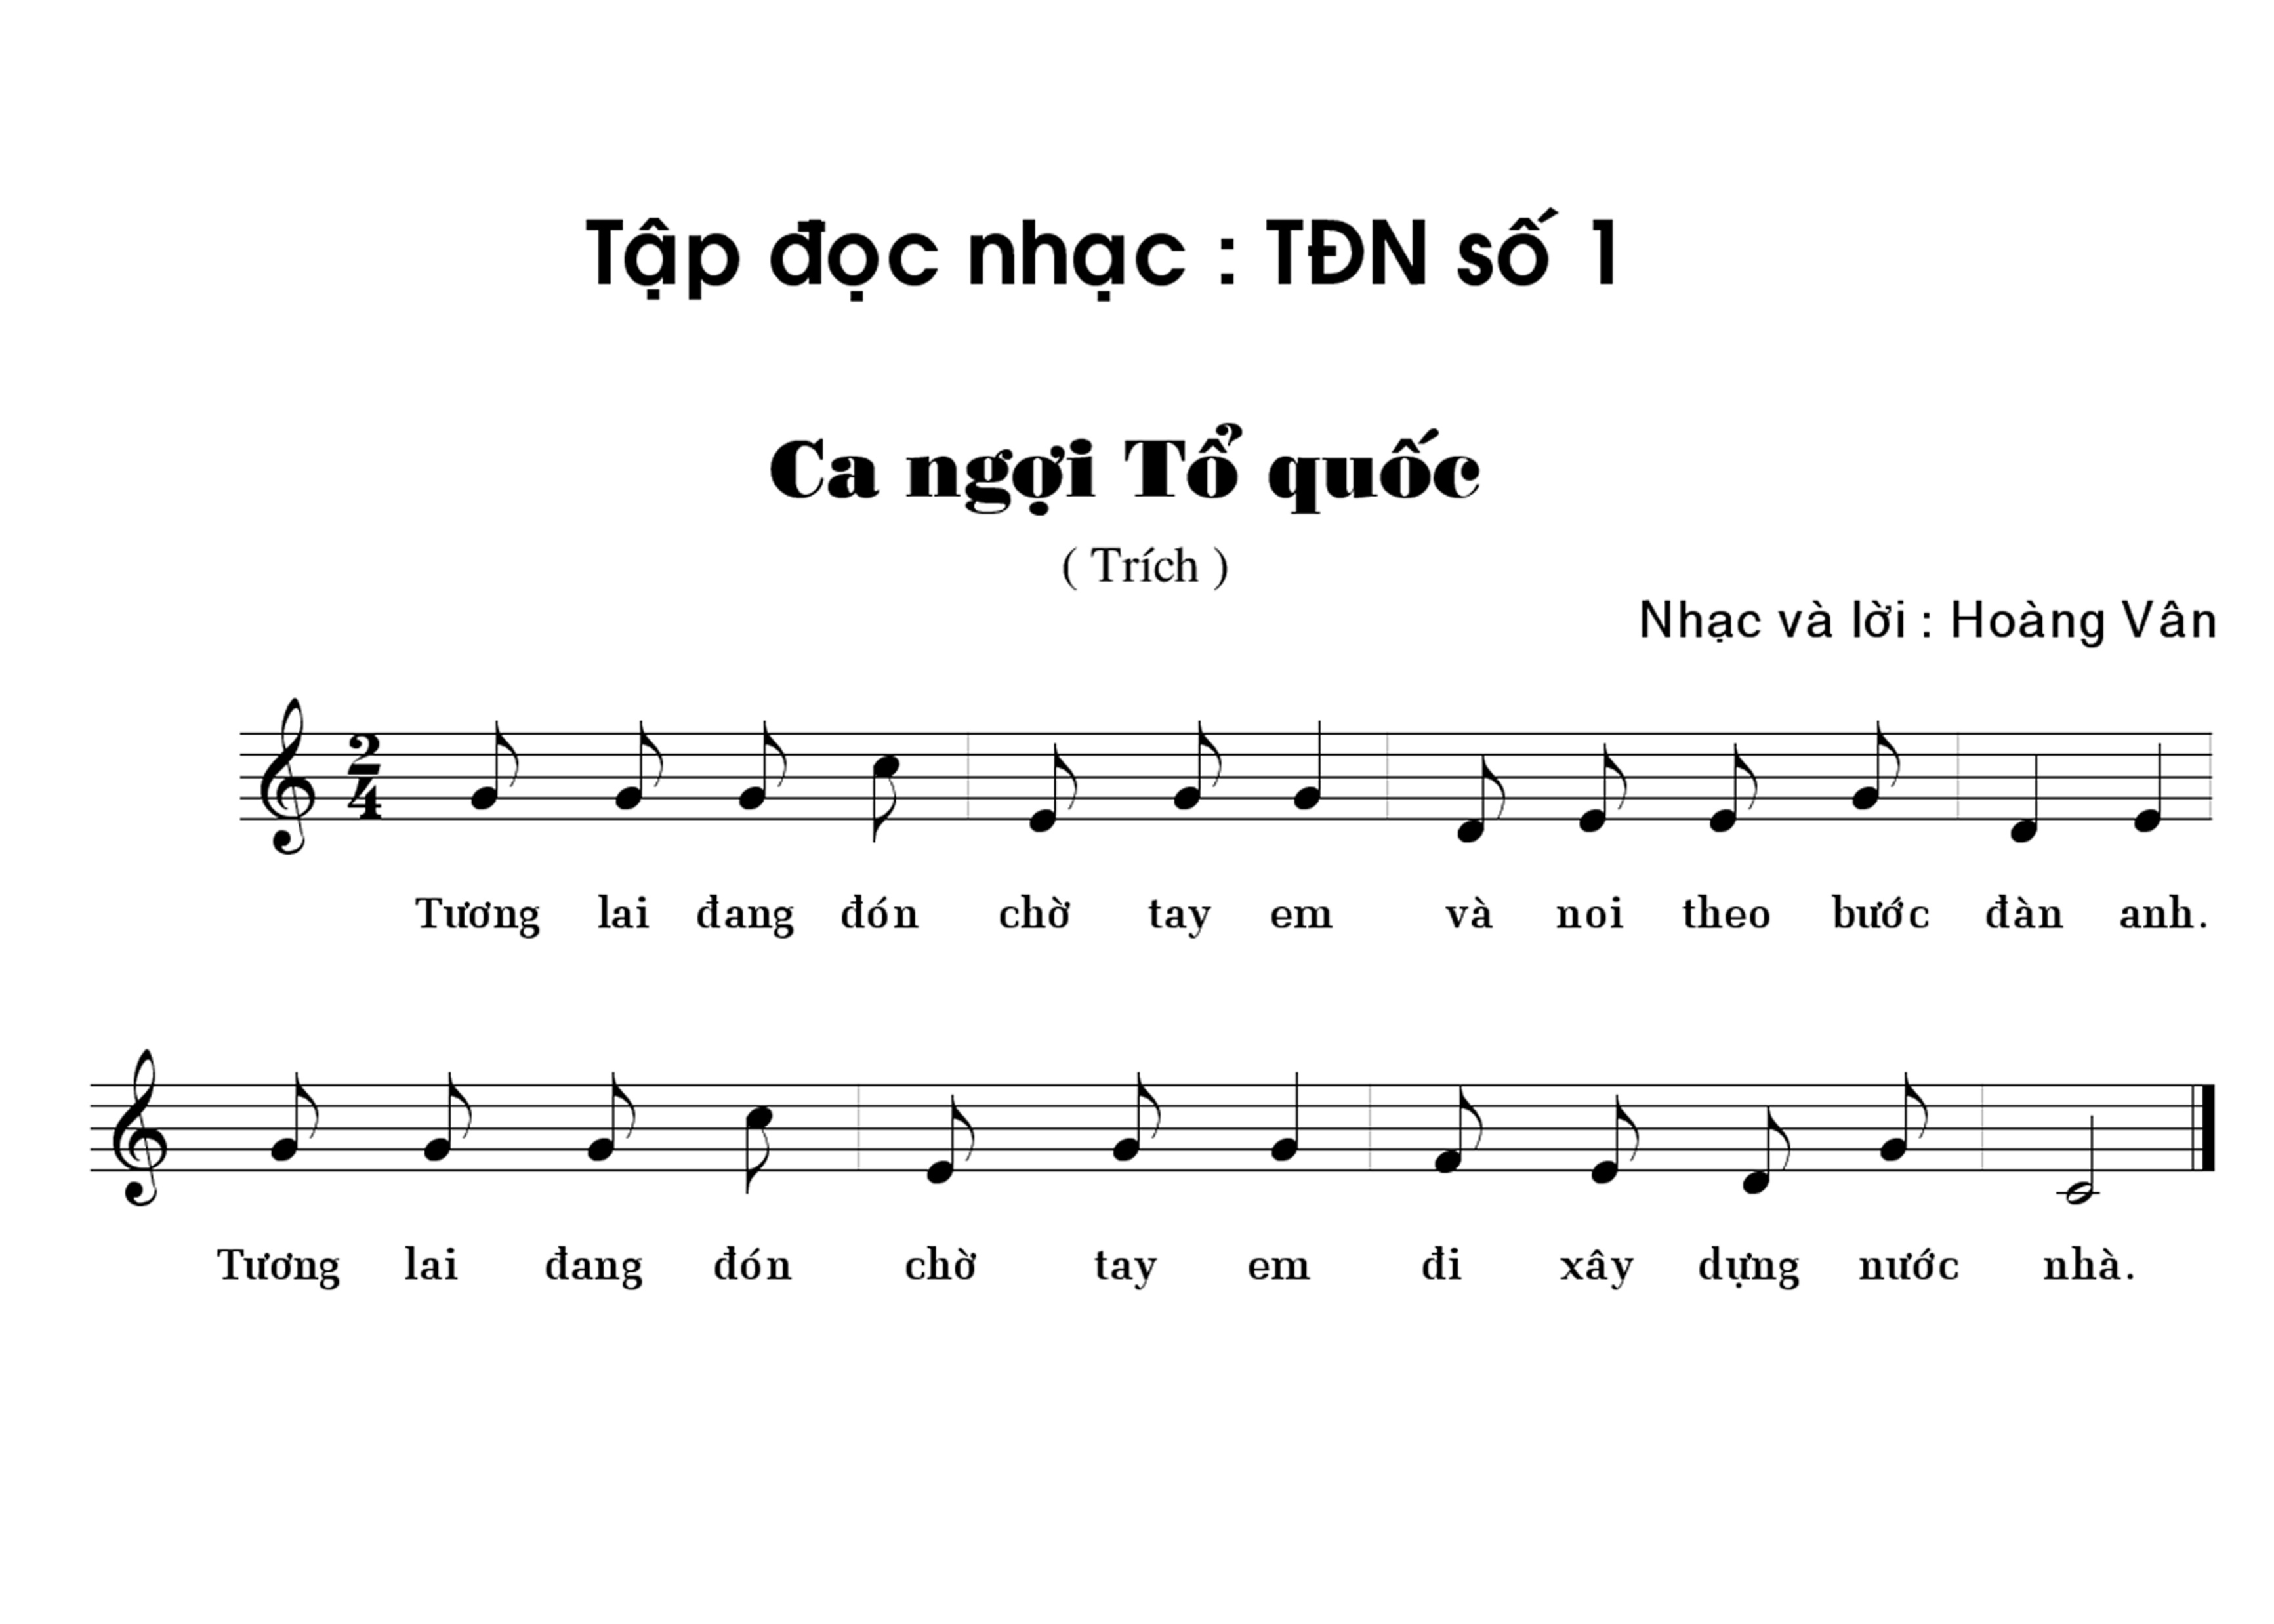 Tập đọc nhạc : TĐN số 1
Ca ngợi Tổ quốc
( Trích )
Nhạc và lời : Hoàng Vân
2
4
Tương lai đang đón chờ tay em và noi theo bước đàn anh.
Tương lai đang đón chờ tay em đi xây dựng nước nhà.